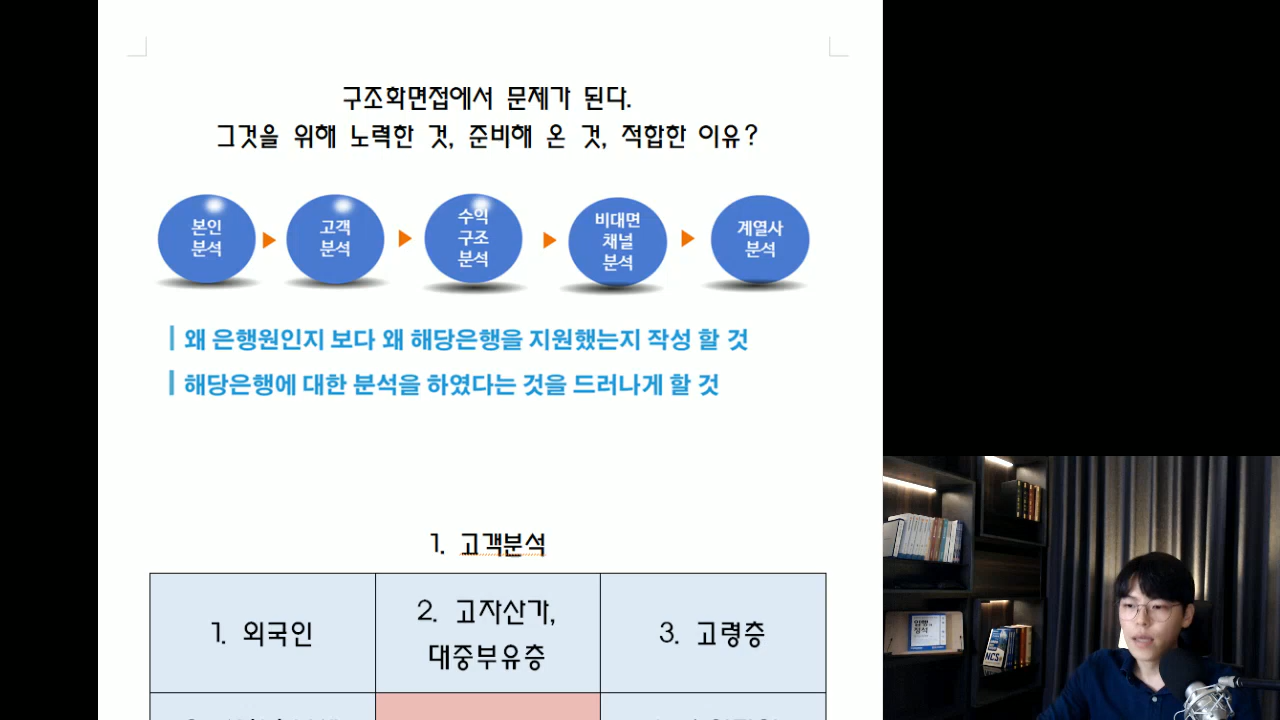 구조화면접에서 문제가 된다.
그것을 위해 노력한 것, 준비해 온 것, 적합한 이유?
본인
분석
고객
분석
수익
구조
분석
비대면
채널
분석
계열사
분석
왜 은행원인지 보다 왜 해당은행을 지원했는지 작성 할 것
해당은행에 대한 분석을 하였다는 것을 드러나게 할 것
1. 고객분석
1. 외국인
2. 고자산가,
대중부유층
3. 고령층
NCS